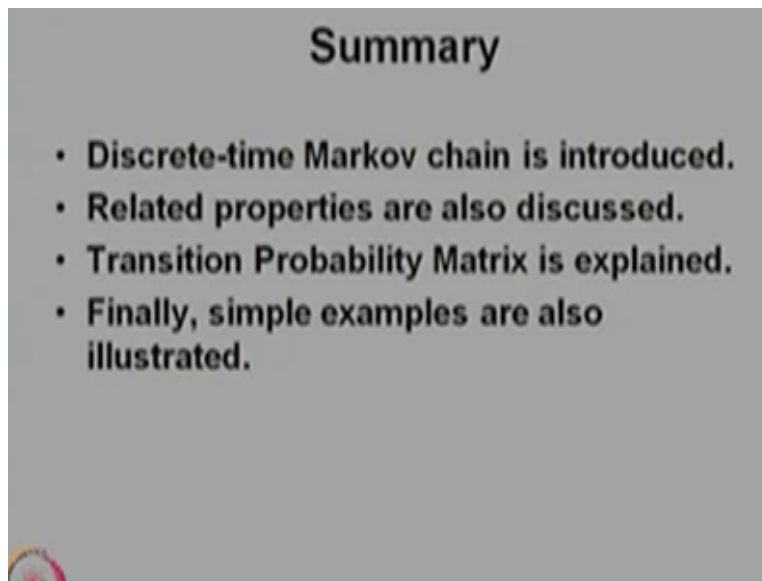 Summary
• Discrete-time Markov chain is introduced.
• Related properties are also discussed.
• Transition Probability Matrix is explained.
• Finally, simple examples are also
illustrated.